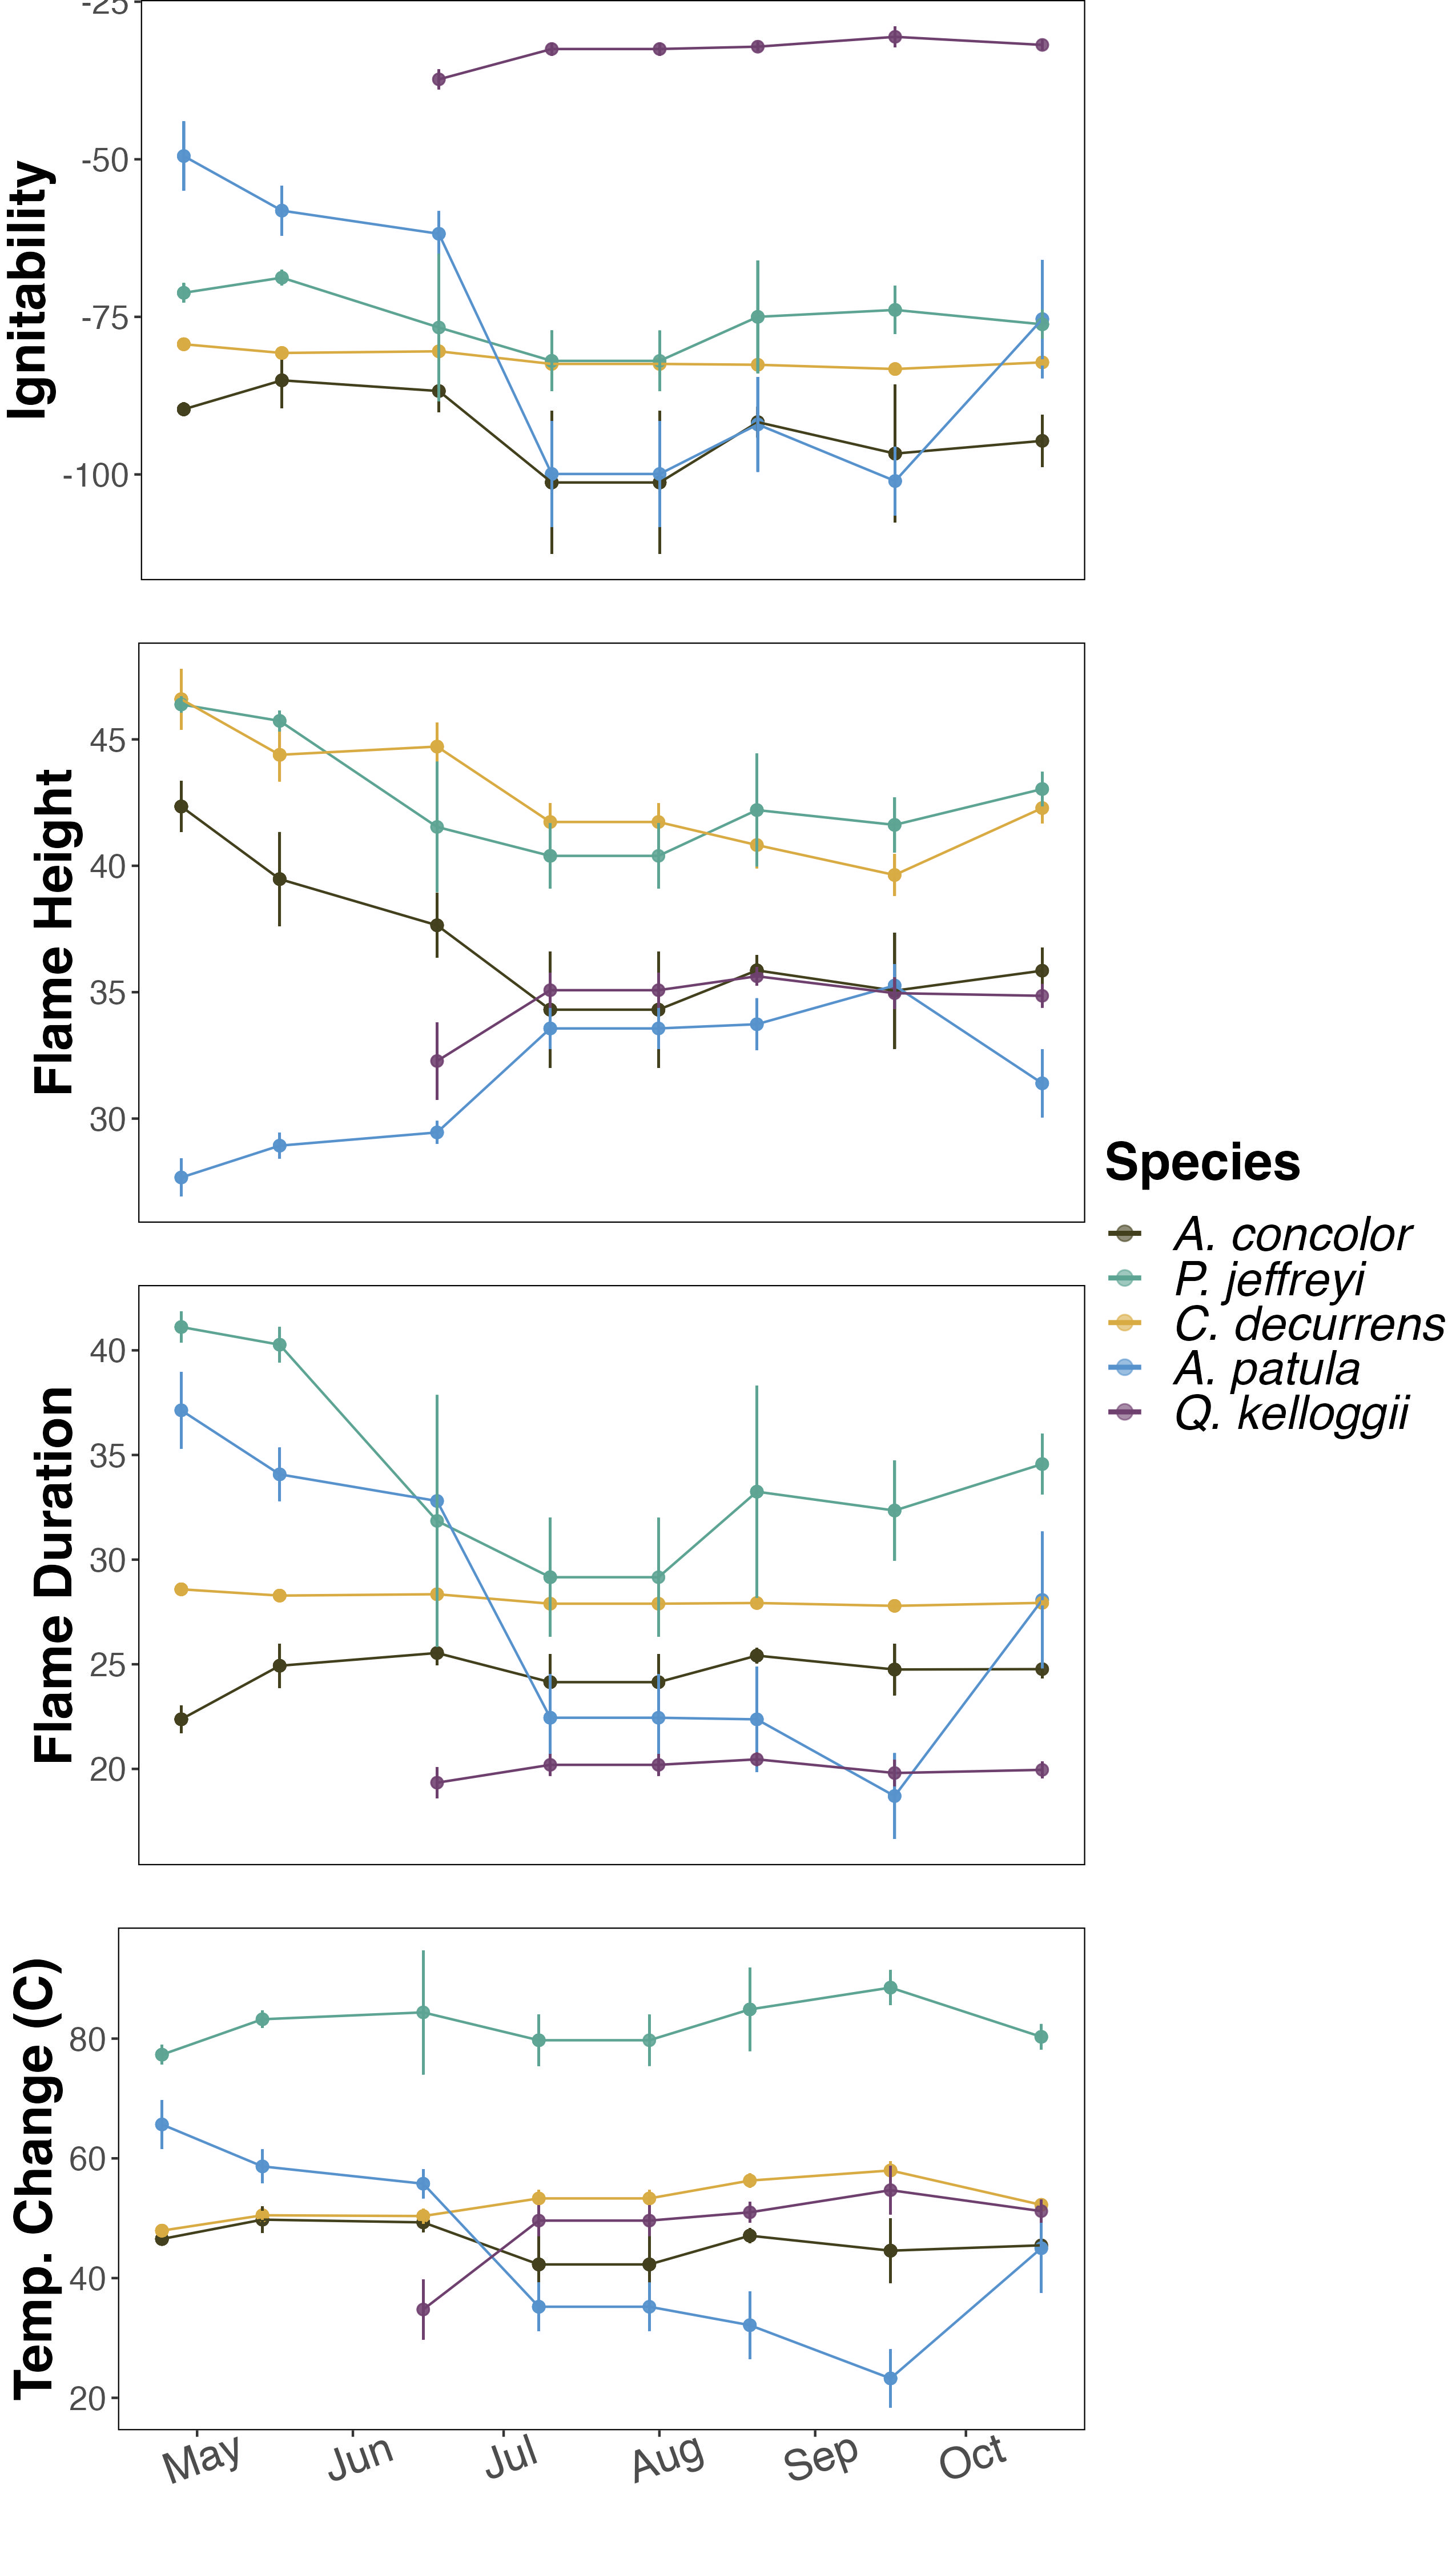 -25
-50
-75
-100
Ignitability
45
40
35
30
Flame Height
Species
A. concolor
P. jeffreyi
C. decurrens
A. patula
Q. kelloggii
40
35
30
25
20
Flame Duration
80
60
40
20
Temp. Change (C)
May Jun Jul Aug Sep Oct